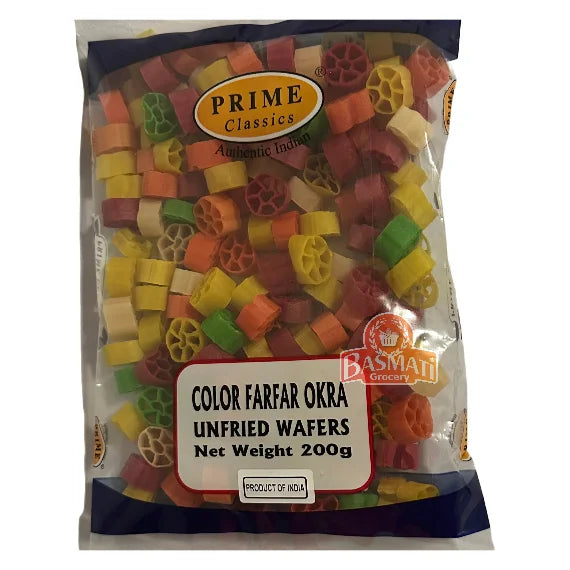 PRIME
®
Classics
Authentic Indian
BASMATI
Grocery
COLOR FARFAR OKRA
UNFRIED WAFERS
Net Weight 200g
PRODUCT OF INDIA